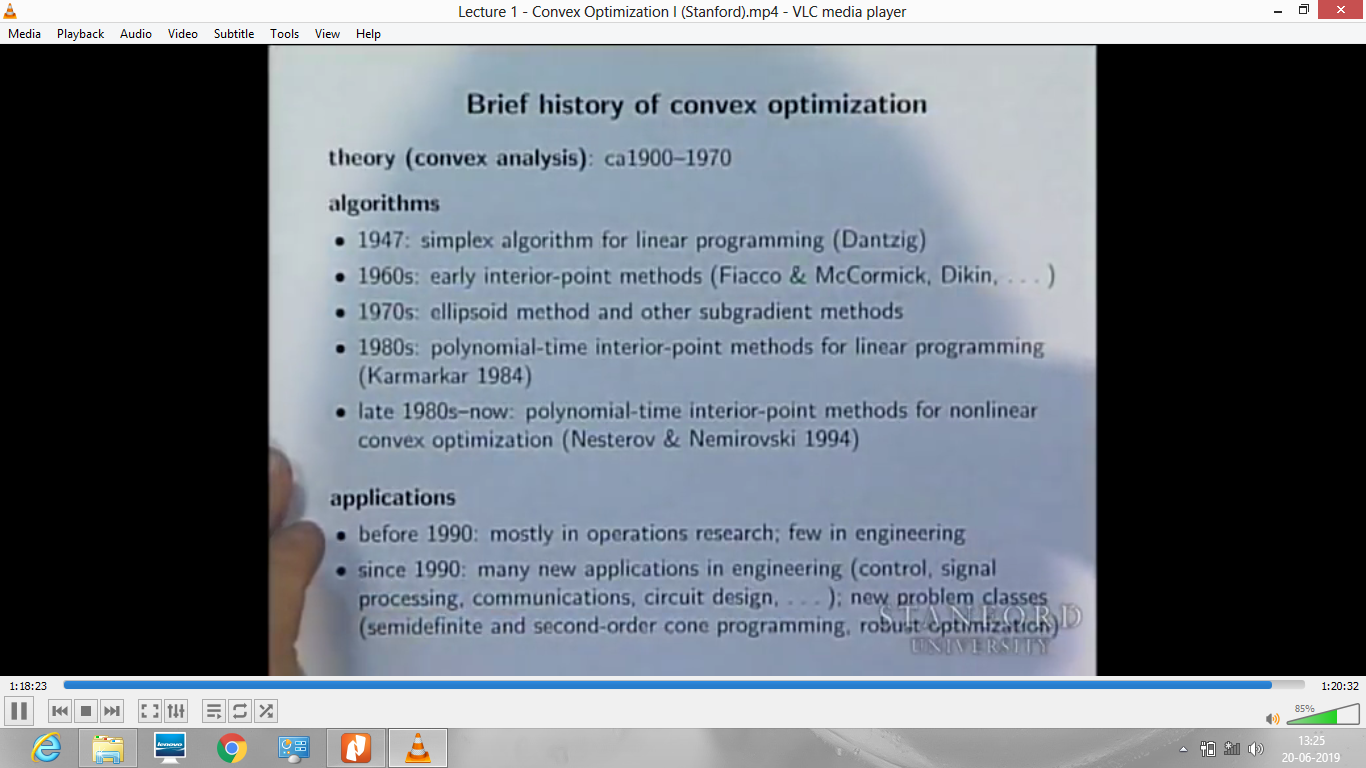 Lecture 1 - Convex Optimization I (Stanford).mp4 - VLC media player
Media Playback Audio Video Subtitle Tools View Help
Brief history of convex optimization
theory (convex analysis): ca1900–1970
algorithms
• 1947: simplex algorithm for linear programming (Dantzig)
• 1960s: early interior-point methods (Fiacco & McCormick, Dikin, . . . )
• 1970s: ellipsoid method and other subgradient methods
• 1980s: polynomial-time interior-point methods for linear programming
(Karmarkar 1984)
• late 1980s–now: polynomial-time interior-point methods for nonlinear
convex optimization (Nesterov & Nemirovski 1994)
applications
• before 1990: mostly in operations research; few in engineering
• since 1990: many new applications in engineering (control, signal
processing, communications, circuit design, . . . ); new problem classes
(semidefinite and second-order cone programming, robust optimization)
STANFORD
UNIVERSITY
1:18:23 1:20:32
85%
lenovo
13:25
20-06-2019